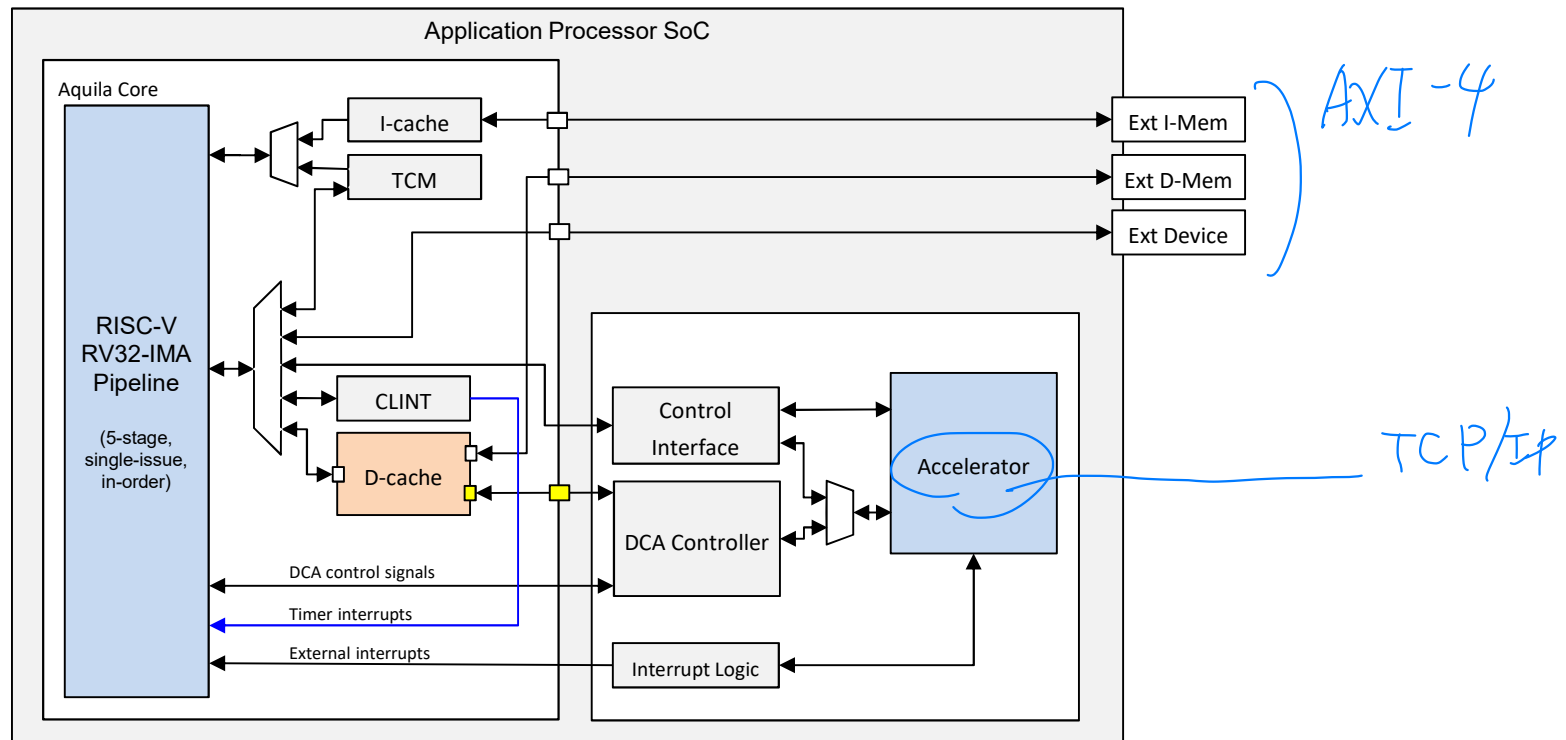 Application Processor SoC
Aquila Core
I-cache
TCM
RISC-V
RV32-IMA
Pipeline
(5-stage,
single-issue,
in-order)
CLINT
D-cache
DCA control signals
Timer interrupts
External interrupts
Control
Interface
DCA Controller
Interrupt Logic
Accelerator
Ext I-Mem
Ext D-Mem
Ext Device
AXI-4
TCP/IP